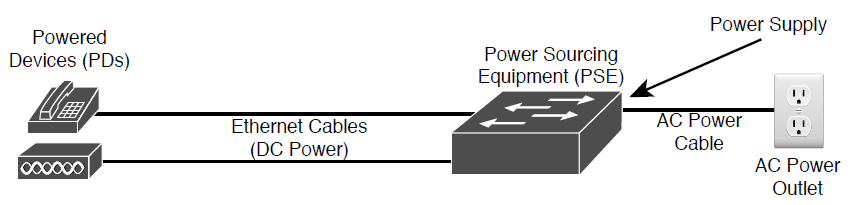 Powered
Devices (PDs)
Ethernet Cables
(DC Power)
Power Sourcing
Equipment (PSE)
Power Supply
AC Power
Cable
AC Power
Outlet